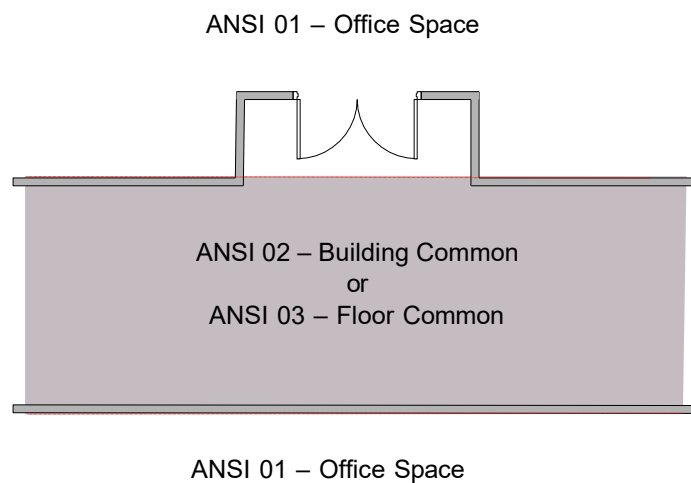 ANSI 01 – Office Space
ANSI 02 – Building Common
or
ANSI 03 – Floor Common
ANSI 01 – Office Space